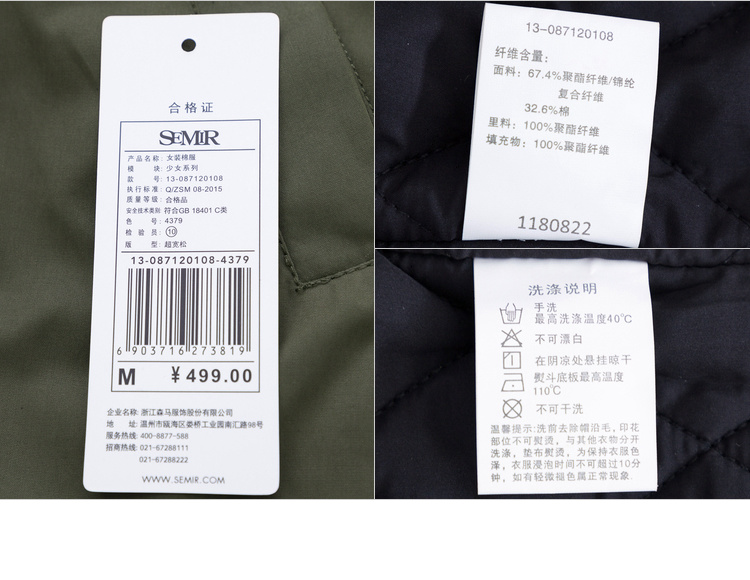 合格证
SEMIR
产品名称: 女装棉服
模 块: 少女系列
款 号: 13-087120108
执行标准: Q/ZSM 08-2015
质量等级: 合格品
安全技术类别: 符合GB 18401 C类
色 号: 4379
检 验 员: ⑩
版 型: 超宽松
13-087120108-4379
6 903716 273819
M ¥499.00
企业名称: 浙江森马服饰股份有限公司
地 址: 温州市瓯海区娄桥工业园南汇路98号
服务热线: 400-8877-588
招商热线: 021-67288111
021-67288222
WWW.SEMIR.COM
13-087120108
纤维含量:
面料: 67.4%聚酯纤维/锦纶
复合纤维
32.6%棉
里料: 100%聚酯纤维
填充物: 100%聚酯纤维
1180822
洗涤说明
手洗
最高洗涤温度40℃
不可漂白
在阴凉处悬挂晾干
熨斗底板最高温度
110℃
不可干洗
温馨提示: 洗前去除帽沿毛, 印花
部位不可熨烫, 与其他衣物分开
洗涤, 垫布熨烫, 为保持衣服色
泽, 衣服浸泡时间不可超过10分
钟, 如有轻微褪色属正常现象